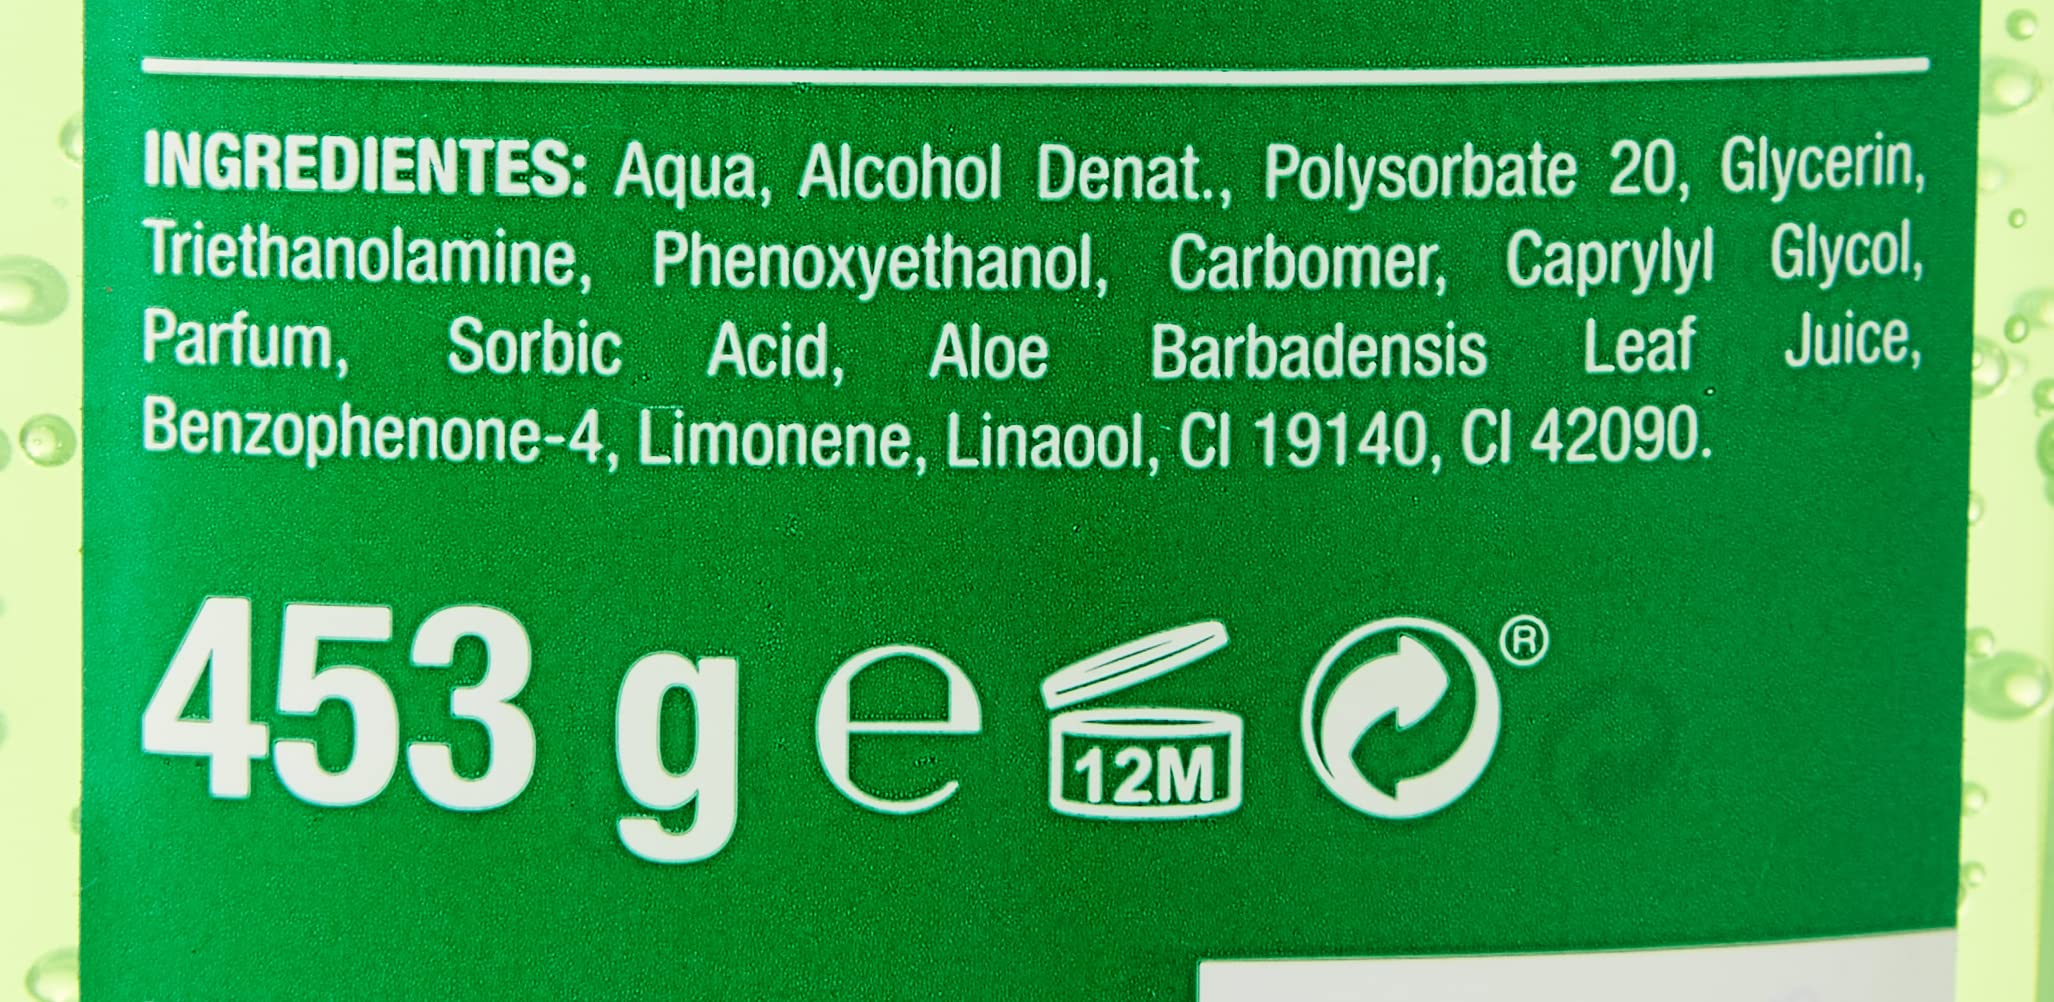 INGREDIENTES: Aqua, Alcohol Denat., Polysorbate 20, Glycerin,
Triethanolamine, Phenoxyethanol, Carbomer, Caprylyl Glycol,
Parfum, Sorbic Acid, Aloe Barbadensis Leaf Juice,
Benzophenone-4, Limonene, Linaool, CI 19140, CI 42090.
453 g e 12M ®